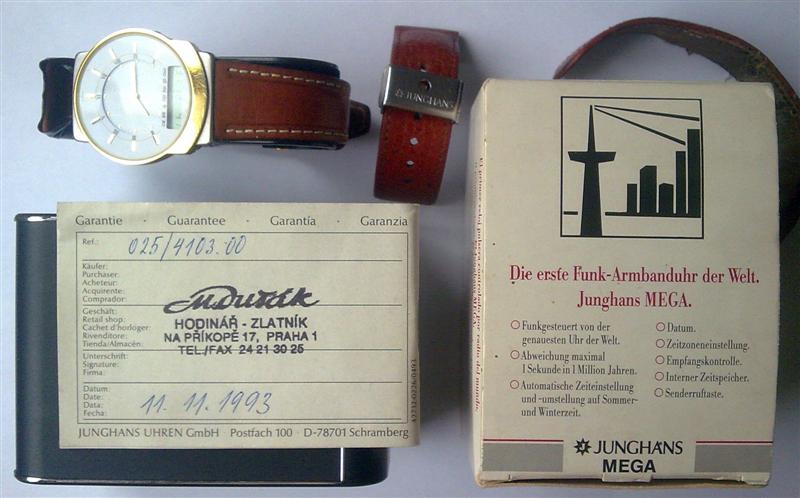 JUNGHANS
Garantie · Guarantee · Garantía · Garanzia
Ref.: 025/4103.00
Käufer:
Purchaser:
Acheteur:
Acquirente:
Comprador:
Geschäft:
Retail shop:
Cachet d'horloger:
Rivenditore:
Tienda/Almacén:
M Dvořák
HODINÁŘ - ZLATNÍK
NA PŘÍKOPĚ 17, PRAHA 1
TEL./FAX 24 21 30 25
Unterschrift:
Signature:
Firma:
Datum:
Date:
Data:
Fecha:
11. 11. 1993
JUNGHANS UHREN GmbH Postfach 100 · D-78701 Schramberg
Die erste Funk-Armbanduhr der Welt.
Junghans MEGA.
Funkgesteuert von der
genauesten Uhr der Welt.
Abweichung maximal
1 Sekunde in 1 Million Jahren.
Automatische Zeiteinstellung
und -umstellung auf Sommer-
und Winterzeit.
Datum.
Zeitzoneneinstellung.
Empfangskontrolle.
Interner Zeitspeicher.
Senderruftaste.
JUNGHANS
MEGA